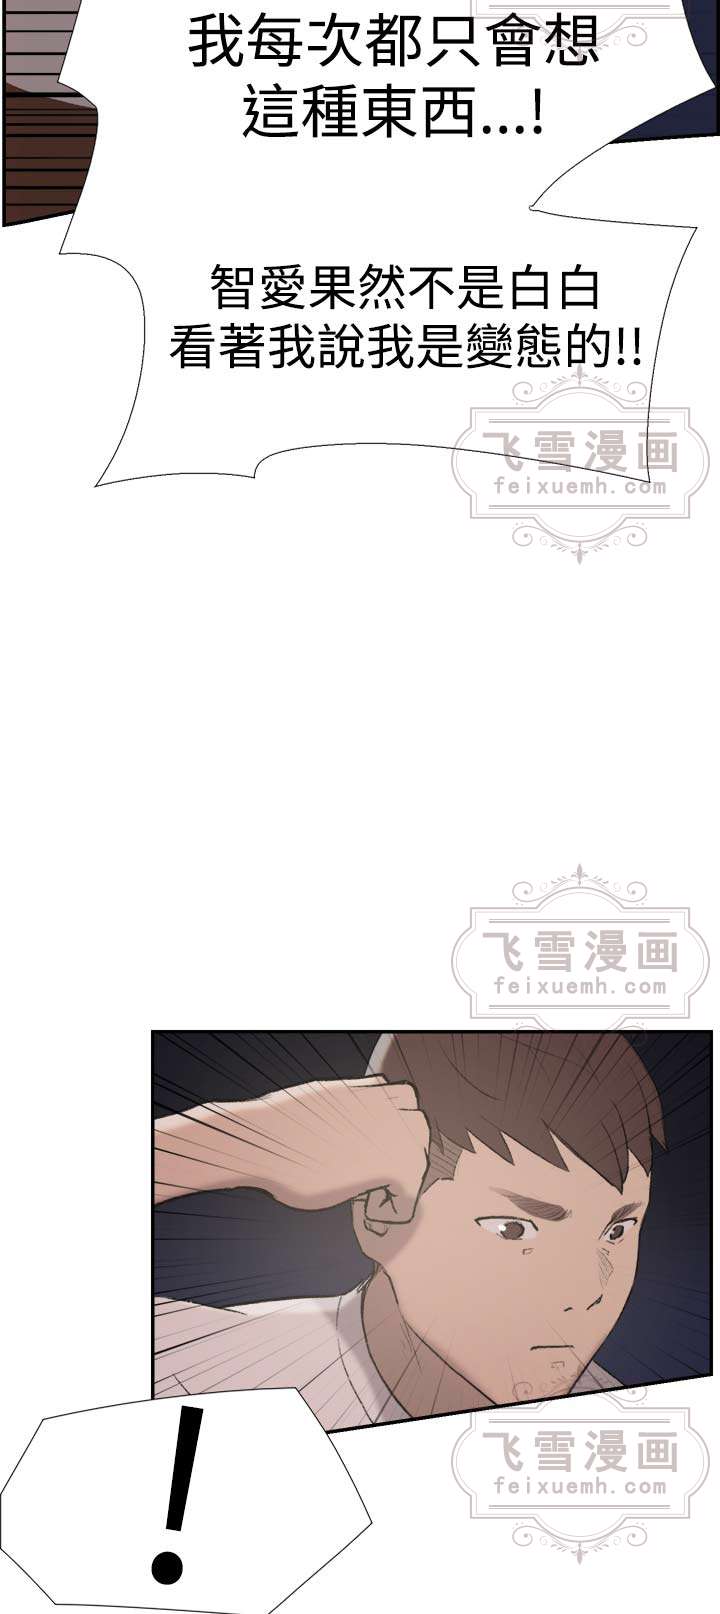 我每次都只會想
這種東西...!
智愛果然不是白白
看著我說我是變態的!!
飞雪漫画
feixuemh.com
飞雪漫画
feixuemh.com
飞雪漫画
feixuemh.com
!